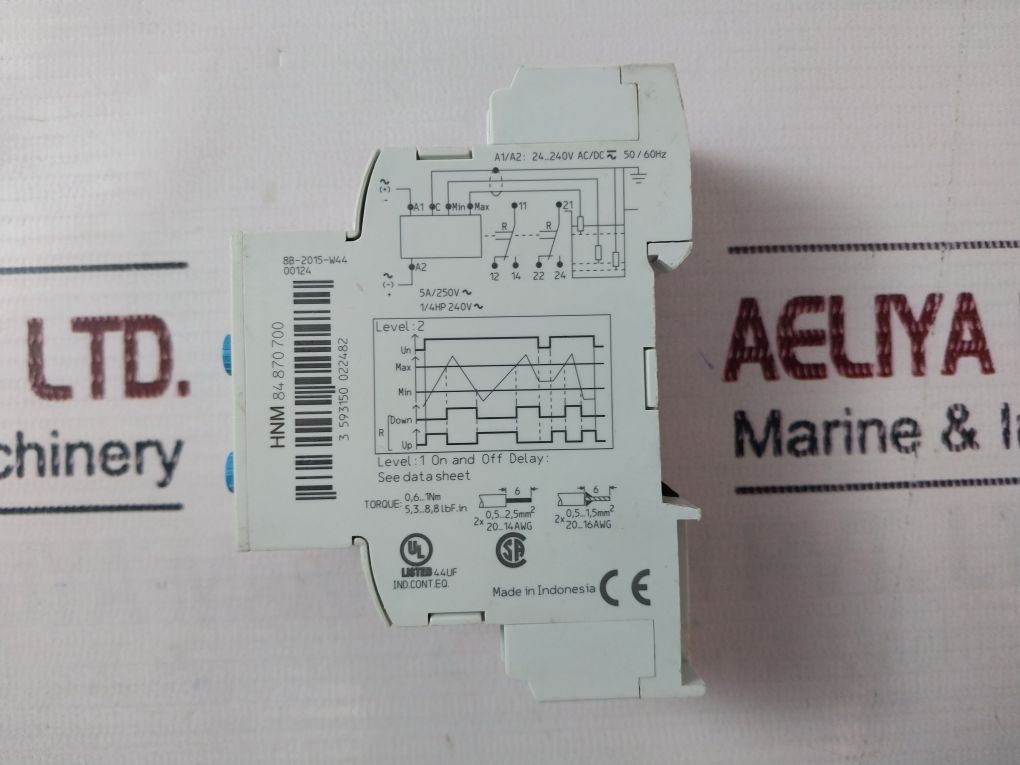 LTD.
chinery
AELIYA
Marine &
A1/A2: 24...240V AC/DC 50/60Hz
(+)
-
A1 C Min Max 11 21
R R
A2
12 14 22 24
(-)
+
5A/250V ~
1/4HP 240V ~
8B-2015-W44
00124
HNM 84 870 700
3 593150 022482
Level:2
Un
Max
Min
R
Down
Up
Level:1 On and Off Delay:
See data sheet
TORQUE: 0,6...1Nm
5,3...8,8 lbF.in
6
2x 0,5...2,5mm²
20...14AWG
6
2x 0,5...1,5mm²
20...16AWG
UL
LISTED 44UF
IND.CONT.EQ.
SA
Made in Indonesia CE